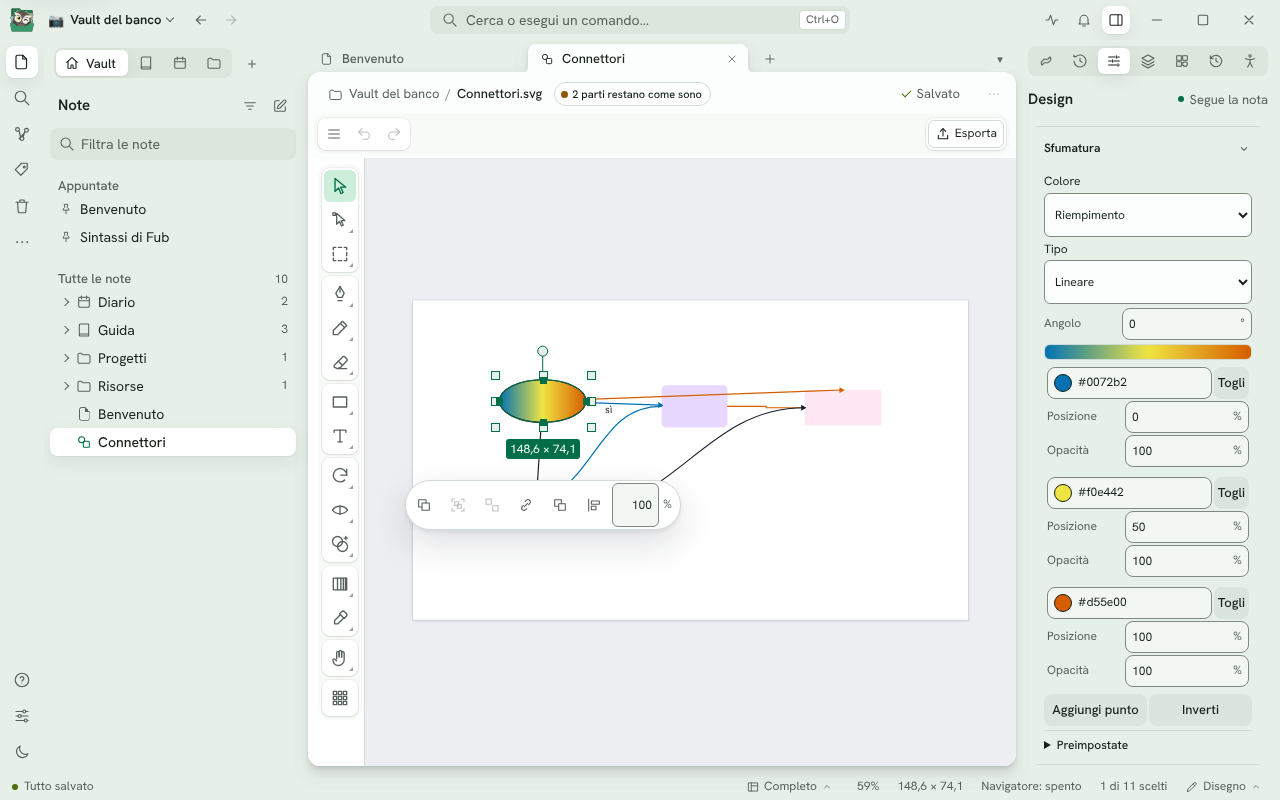 Vault del banco
Cerca o esegui un comando…
Ctrl+O
Vault
Benvenuto
Connettori
Note
Filtra le note
Appuntate
Benvenuto
Sintassi di Fub
Tutte le note
10
Diario
2
Guida
3
Progetti
1
Risorse
1
Benvenuto
Connettori
Vault del banco / Connettori.svg
2 parti restano come sono
Salvato
Esporta
sì
148,6 × 74,1
100 %
Design
Segue la nota
Sfumatura
Colore
Riempimento
Tipo
Lineare
Angolo
0 °
#0072b2
Togli
Posizione
0 %
Opacità
100 %
#f0e442
Togli
Posizione
50 %
Opacità
100 %
#d55e00
Togli
Posizione
100 %
Opacità
100 %
Aggiungi punto
Inverti
Preimpostate
Tutto salvato
Completo
59%
148,6 × 74,1
Navigatore: spento
1 di 11 scelti
Disegno